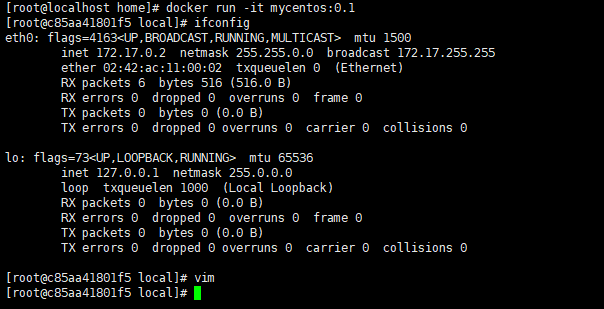 [root@localhost home]# docker run -it mycentos:0.1
[root@c85aa41801f5 local]# ifconfig
eth0: flags=4163<UP,BROADCAST,RUNNING,MULTICAST>  mtu 1500
        inet 172.17.0.2  netmask 255.255.0.0  broadcast 172.17.255.255
        ether 02:42:ac:11:00:02  txqueuelen 0  (Ethernet)
        RX packets 6  bytes 516 (516.0 B)
        RX errors 0  dropped 0  overruns 0  frame 0
        TX packets 0  bytes 0 (0.0 B)
        TX errors 0  dropped 0 overruns 0  carrier 0  collisions 0
lo: flags=73<UP,LOOPBACK,RUNNING>  mtu 65536
        inet 127.0.0.1  netmask 255.0.0.0
        loop  txqueuelen 1000  (Local Loopback)
        RX packets 0  bytes 0 (0.0 B)
        RX errors 0  dropped 0  overruns 0  frame 0
        TX packets 0  bytes 0 (0.0 B)
        TX errors 0  dropped 0 overruns 0  carrier 0  collisions 0
[root@c85aa41801f5 local]# vim
[root@c85aa41801f5 local]#